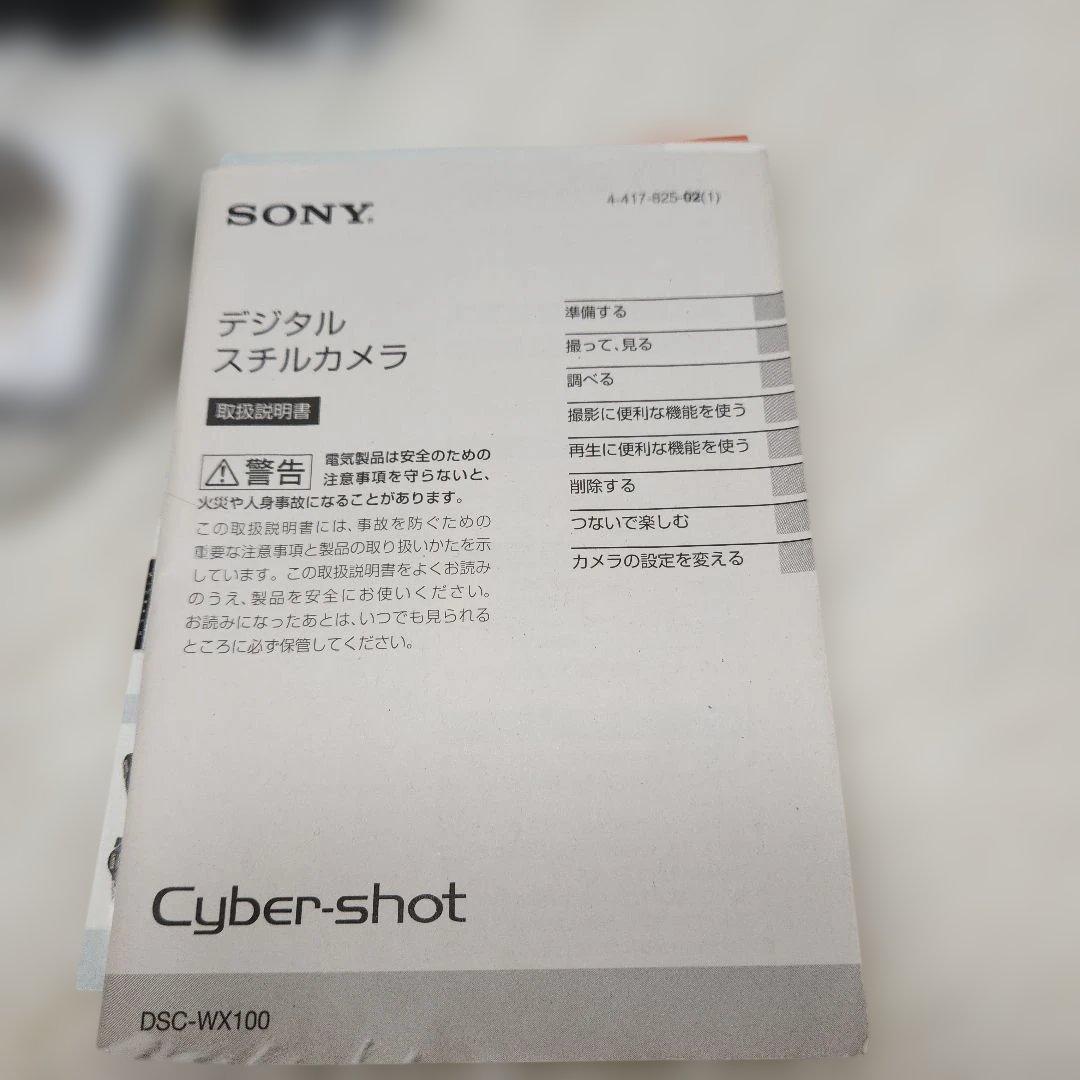 SONY®
4-417-825-02(1)
デジタル
スチルカメラ
取扱説明書
警告
電気製品は安全のための
注意事項を守らないと、
火災や人身事故になることがあります。
この取扱説明書には、事故を防ぐための
重要な注意事項と製品の取り扱いかたを示
しています。この取扱説明書をよくお読み
のうえ、製品を安全にお使いください。
お読みになったあとは、いつでも見られる
ところに必ず保管してください。
準備する
撮って、見る
調べる
撮影に便利な機能を使う
再生に便利な機能を使う
削除する
つないで楽しむ
カメラの設定を変える
Cyber-shot
DSC-WX100